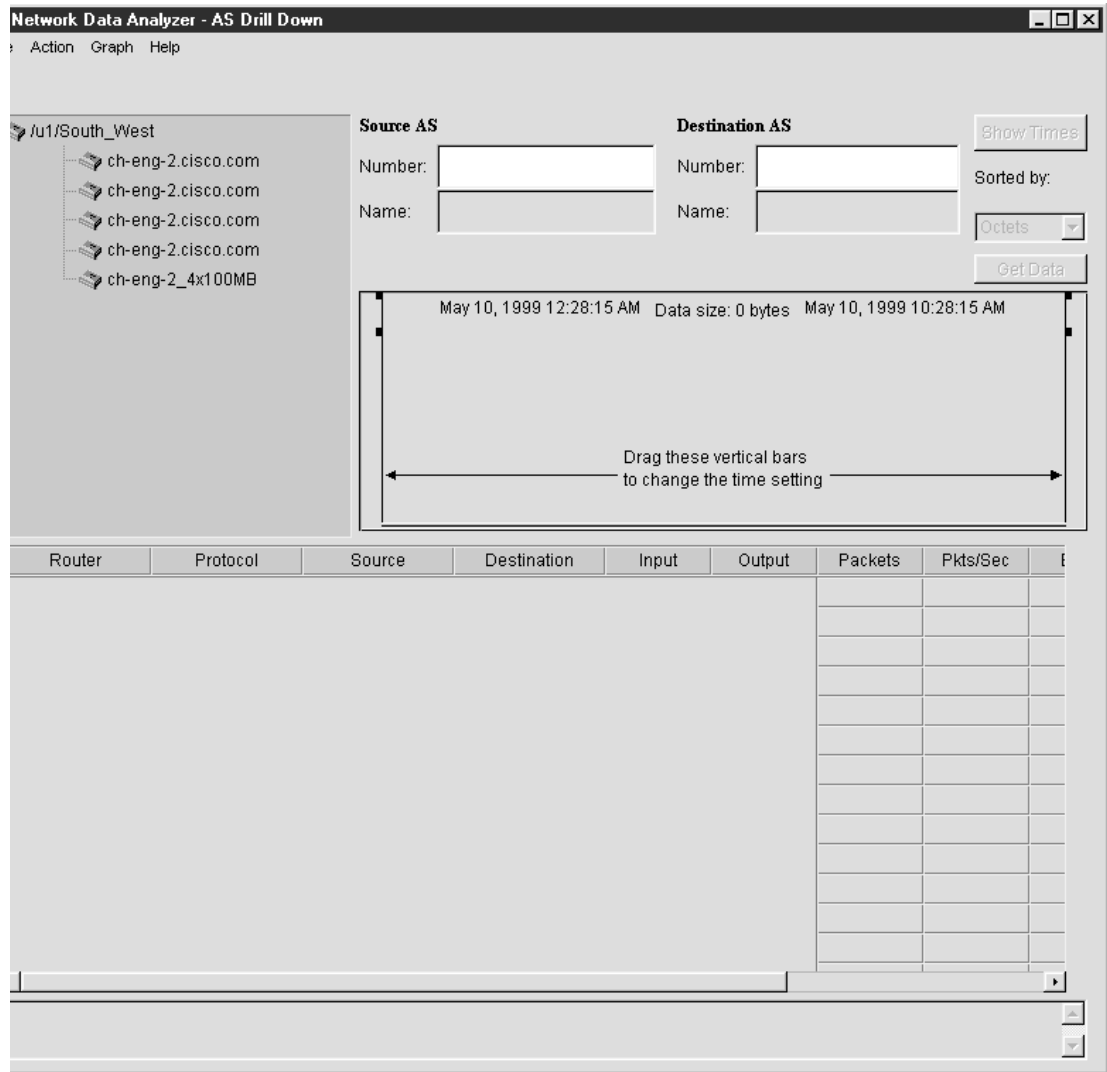 Network Data Analyzer - AS Drill Down
Action Graph Help
/u1/South_West
ch-eng-2.cisco.com
ch-eng-2.cisco.com
ch-eng-2.cisco.com
ch-eng-2.cisco.com
ch-eng-2_4x100MB
Source AS
Number:
Name:
Destination AS
Number:
Name:
Show Times
Sorted by:
Octets
Get Data
May 10, 1999 12:28:15 AM Data size: 0 bytes May 10, 1999 10:28:15 AM
Drag these vertical bars
to change the time setting
Router Protocol Source Destination Input Output Packets Pkts/Sec